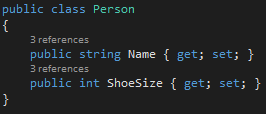 public class Person
{
3 references
public string Name { get; set; }
3 references
public int ShoeSize { get; set; }
}